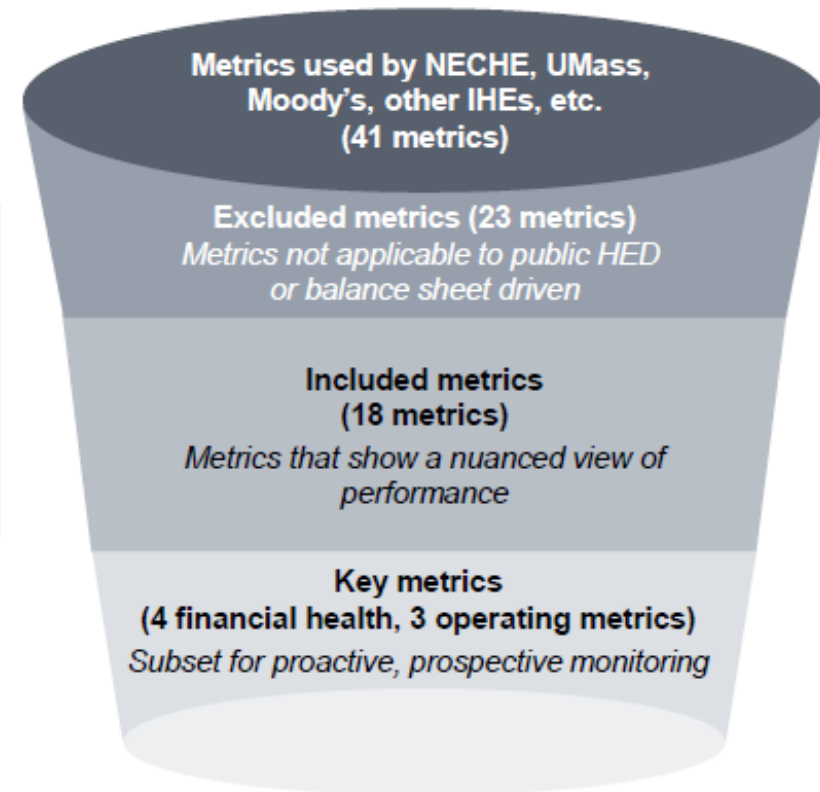 Metrics used by NECHE, UMass,
Moody's, other IHEs, etc.
(41 metrics)
Excluded metrics (23 metrics)
Metrics not applicable to public HED
or balance sheet driven
Included metrics
(18 metrics)
Metrics that show a nuanced view of
performance
Key metrics
(4 financial health, 3 operating metrics)
Subset for proactive, prospective monitoring